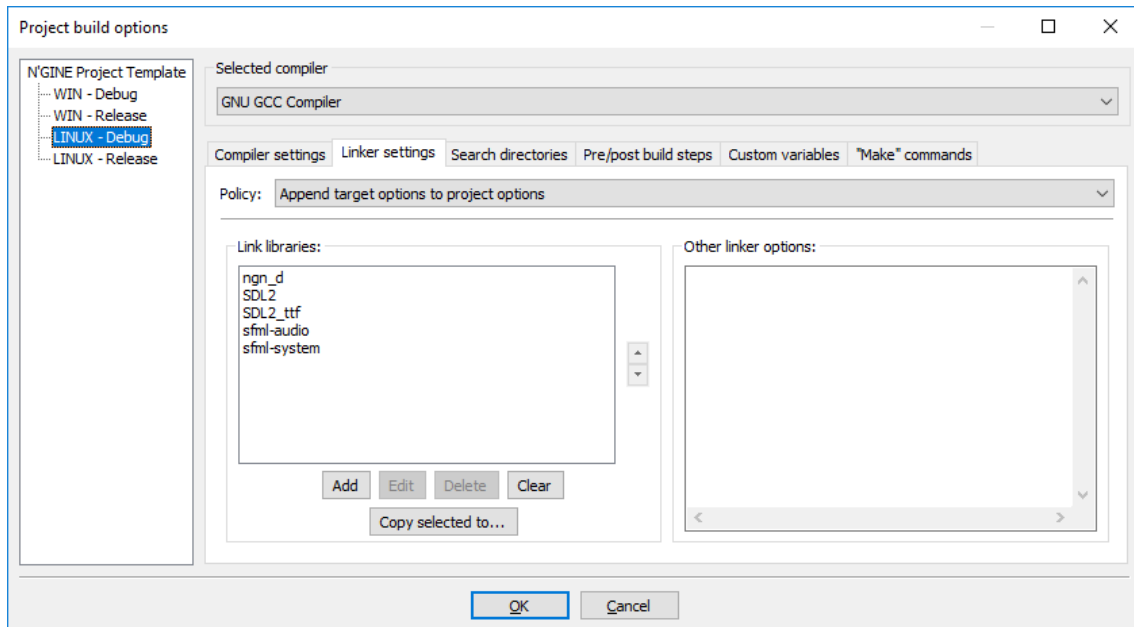 Project build options
N'GINE Project Template
WIN - Debug
WIN - Release
LINUX - Debug
LINUX - Release
Selected compiler
GNU GCC Compiler
Compiler settings Linker settings Search directories Pre/post build steps Custom variables "Make" commands
Policy: Append target options to project options
Link libraries:
ngn_d
SDL2
SDL2_ttf
sfml-audio
sfml-system
Add Edit Delete Clear
Copy selected to...
Other linker options:
OK Cancel